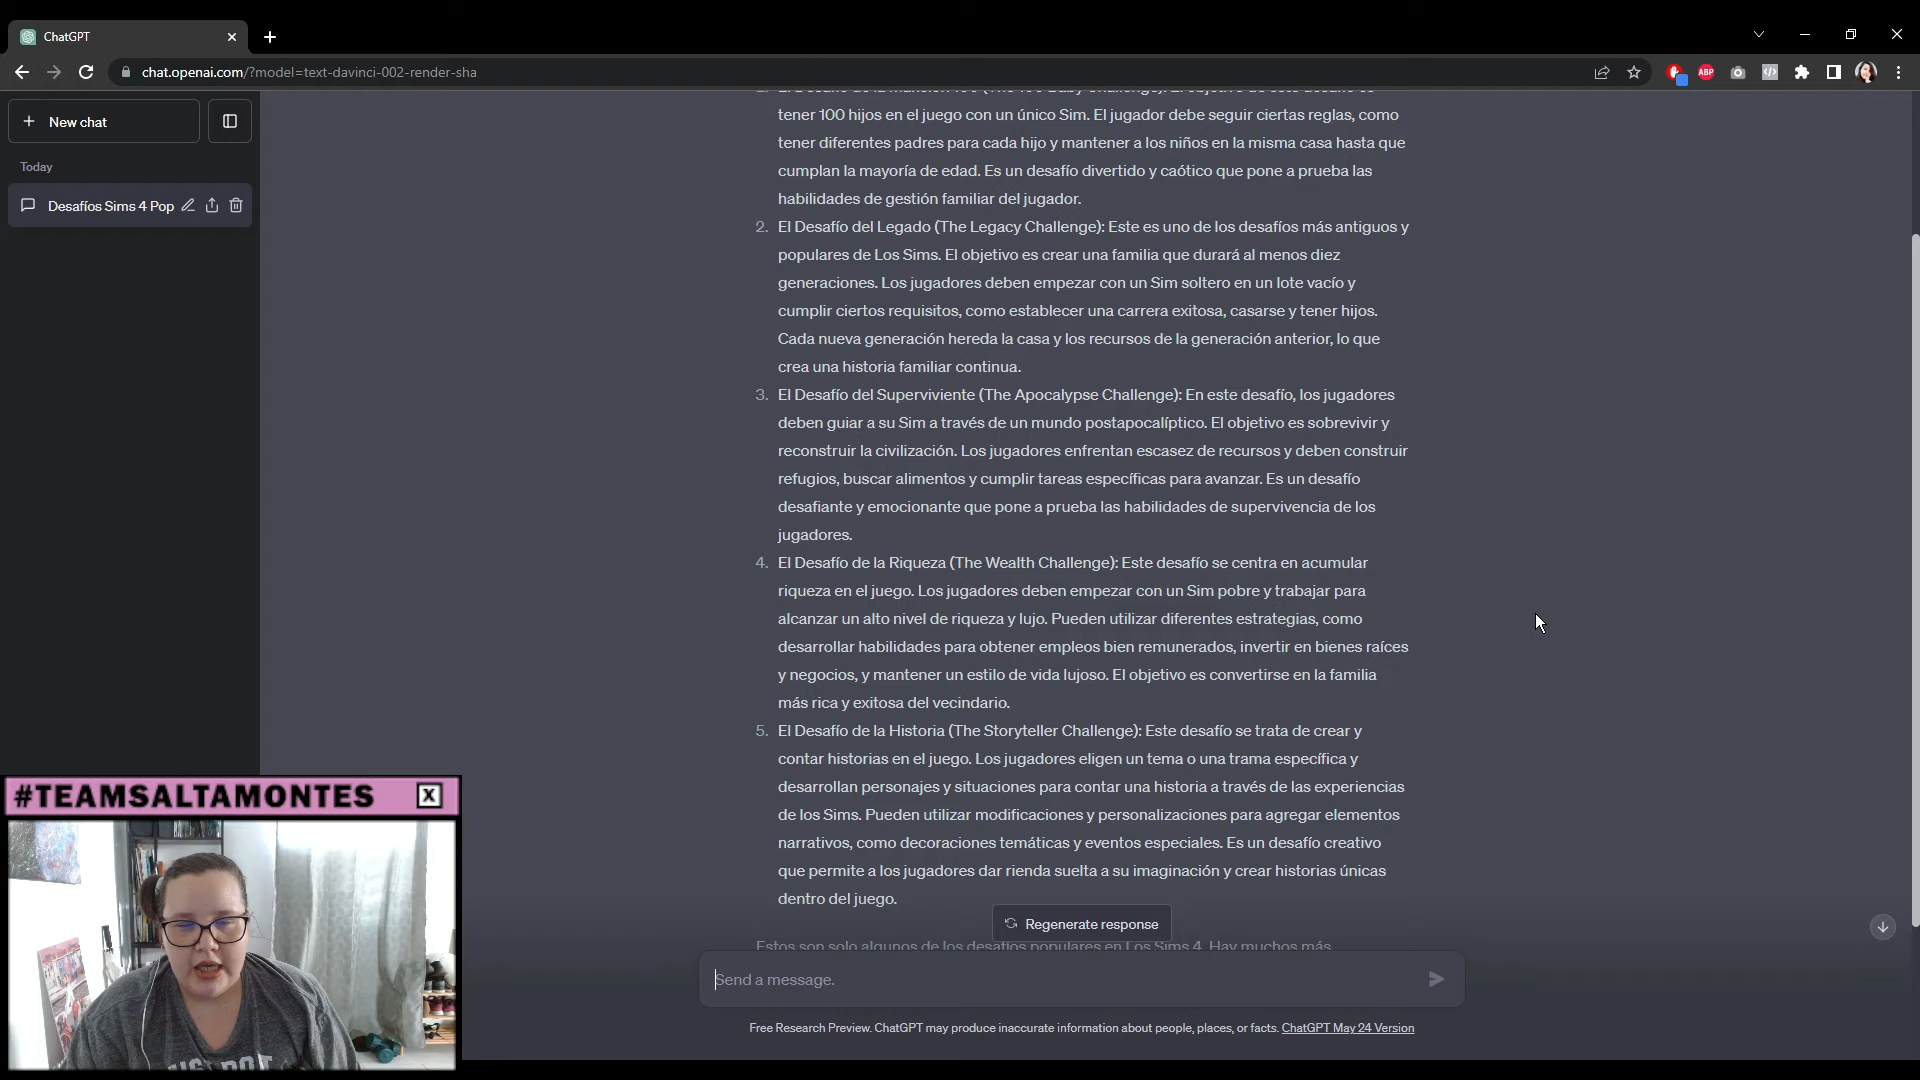 ChatGPT
chat.openai.com/?model=text-davinci-002-render-sha
ABP
New chat
Today
Desafíos Sims 4 Pop
tener 100 hijos en el juego con un único Sim. El jugador debe seguir ciertas reglas, como
tener diferentes padres para cada hijo y mantener a los niños en la misma casa hasta que
cumplan la mayoría de edad. Es un desafío divertido y caótico que pone a prueba las
habilidades de gestión familiar del jugador.
2. El Desafío del Legado (The Legacy Challenge): Este es uno de los desafíos más antiguos y
populares de Los Sims. El objetivo es crear una familia que durará al menos diez
generaciones. Los jugadores deben empezar con un Sim soltero en un lote vacío y
cumplir ciertos requisitos, como establecer una carrera exitosa, casarse y tener hijos.
Cada nueva generación hereda la casa y los recursos de la generación anterior, lo que
crea una historia familiar continua.
3. El Desafío del Superviviente (The Apocalypse Challenge): En este desafío, los jugadores
deben guiar a su Sim a través de un mundo postapocalíptico. El objetivo es sobrevivir y
reconstruir la civilización. Los jugadores enfrentan escasez de recursos y deben construir
refugios, buscar alimentos y cumplir tareas específicas para avanzar. Es un desafío
desafiante y emocionante que pone a prueba las habilidades de supervivencia de los
jugadores.
4. El Desafío de la Riqueza (The Wealth Challenge): Este desafío se centra en acumular
riqueza en el juego. Los jugadores deben empezar con un Sim pobre y trabajar para
alcanzar un alto nivel de riqueza y lujo. Pueden utilizar diferentes estrategias, como
desarrollar habilidades para obtener empleos bien remunerados, invertir en bienes raíces
y negocios, y mantener un estilo de vida lujoso. El objetivo es convertirse en la familia
más rica y exitosa del vecindario.
5. El Desafío de la Historia (The Storyteller Challenge): Este desafío se trata de crear y
contar historias en el juego. Los jugadores eligen un tema o una trama específica y
desarrollan personajes y situaciones para contar una historia a través de las experiencias
de los Sims. Pueden utilizar modificaciones y personalizaciones para agregar elementos
narrativos, como decoraciones temáticas y eventos especiales. Es un desafío creativo
que permite a los jugadores dar rienda suelta a su imaginación y crear historias únicas
dentro del juego.
Regenerate response
Estos son solo algunos de los desafíos populares en Los Sims 4. Hay muchos más
Send a message.
Free Research Preview. ChatGPT may produce inaccurate information about people, places, or facts. ChatGPT May 24 Version
#TEAMSALTAMONTES X